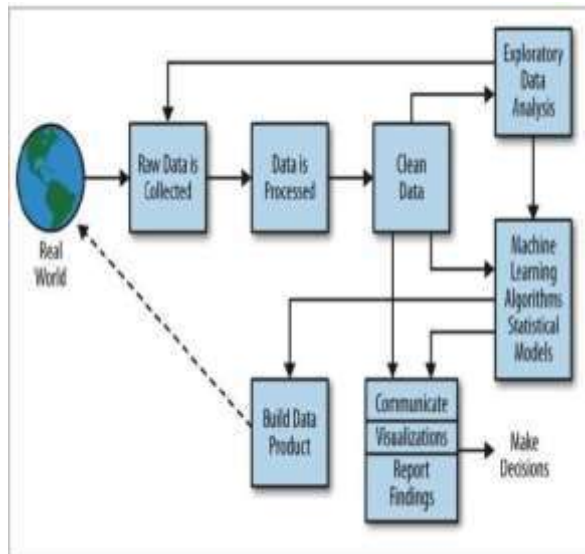 Exploratory
Data
Analysis
Raw Data is
Collected
Data is
Processed
Clean
Data
Real
World
Machine
Learning
Algorithms
Statistical
Models
Build Data
Product
Communicate
Visualizations
Report
Findings
Make
Decisions